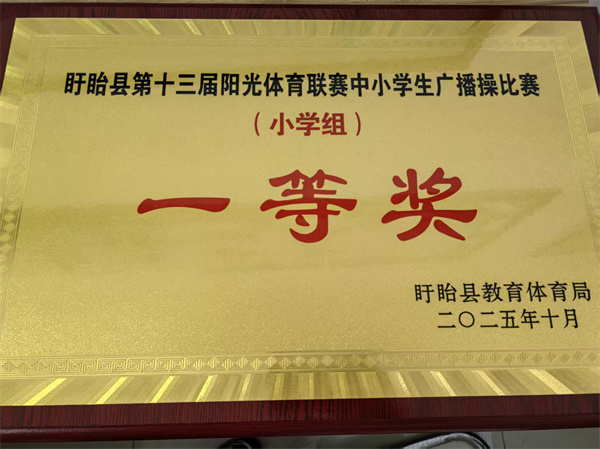 盱眙县第十三届阳光体育联赛中小学生广播操比赛
（小学组）
一等奖
盱眙县教育体育局
二〇二五年十月